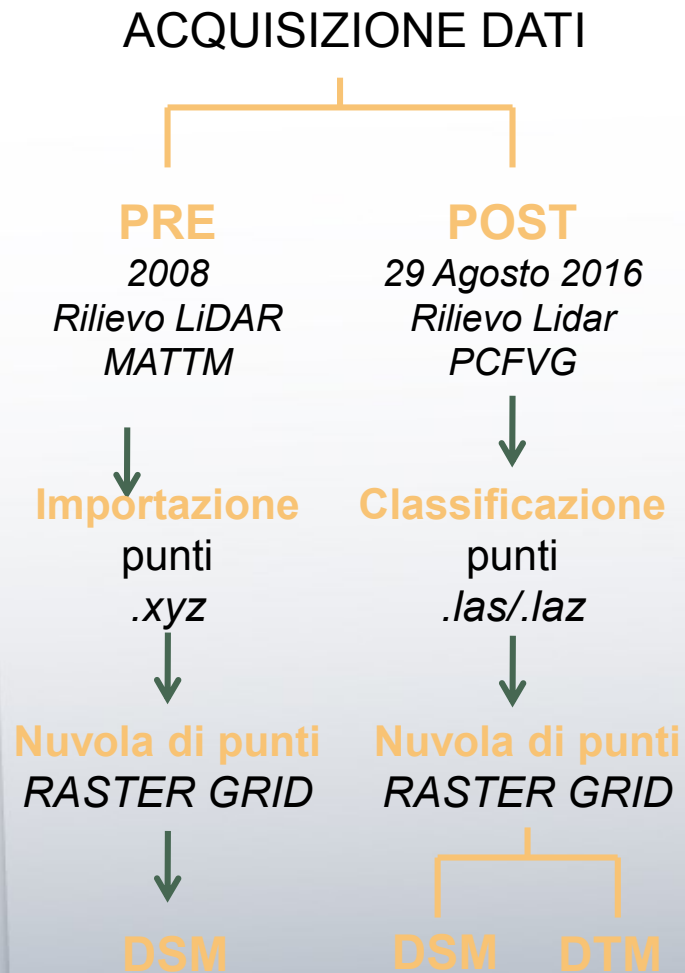 ACQUISIZIONE DATI
PRE
2008
Rilievo LiDAR
MATTM
Importazione
punti
.xyz
Nuvola di punti
RASTER GRID
DSM
POST
29 Agosto 2016
Rilievo Lidar
PCFVG
Classificazione
punti
.las/.laz
Nuvola di punti
RASTER GRID
DSM DTM